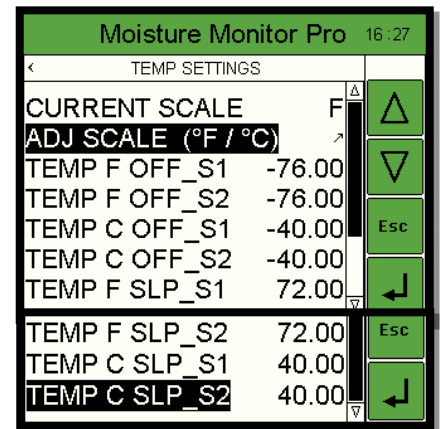 Moisture Monitor Pro 16:27
< TEMP SETTINGS
CURRENT SCALE F
ADJ SCALE (°F / °C)
TEMP F OFF_S1 -76.00
TEMP F OFF_S2 -76.00
Esc
TEMP C OFF_S1 -40.00
TEMP C OFF_S2 -40.00
TEMP F SLP_S1 72.00
TEMP F SLP_S2 72.00
Esc
TEMP C SLP_S1 40.00
TEMP C SLP_S2 40.00